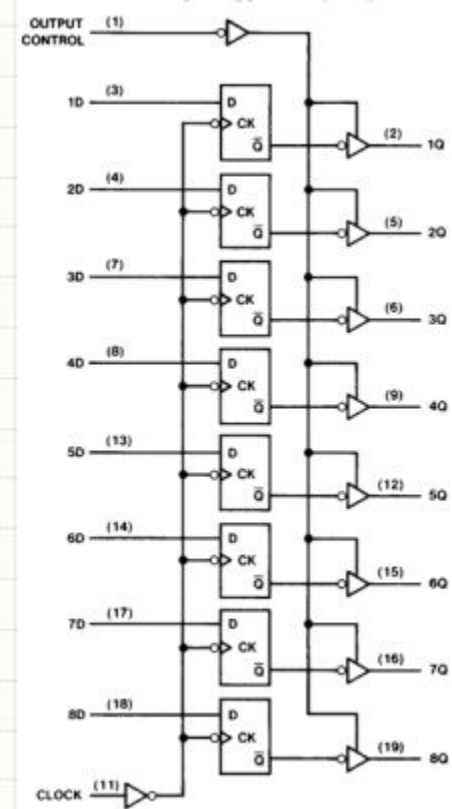 OUTPUT CONTROL (1)
1D (3) D
CK
Q̅ (2) 1Q
2D (4) D
CK
Q̅ (5) 2Q
3D (7) D
CK
Q̅ (6) 3Q
4D (8) D
CK
Q̅ (9) 4Q
5D (13) D
CK
Q̅ (12) 5Q
6D (14) D
CK
Q̅ (15) 6Q
7D (17) D
CK
Q̅ (16) 7Q
8D (18) D
CK
Q̅ (19) 8Q
CLOCK (11)